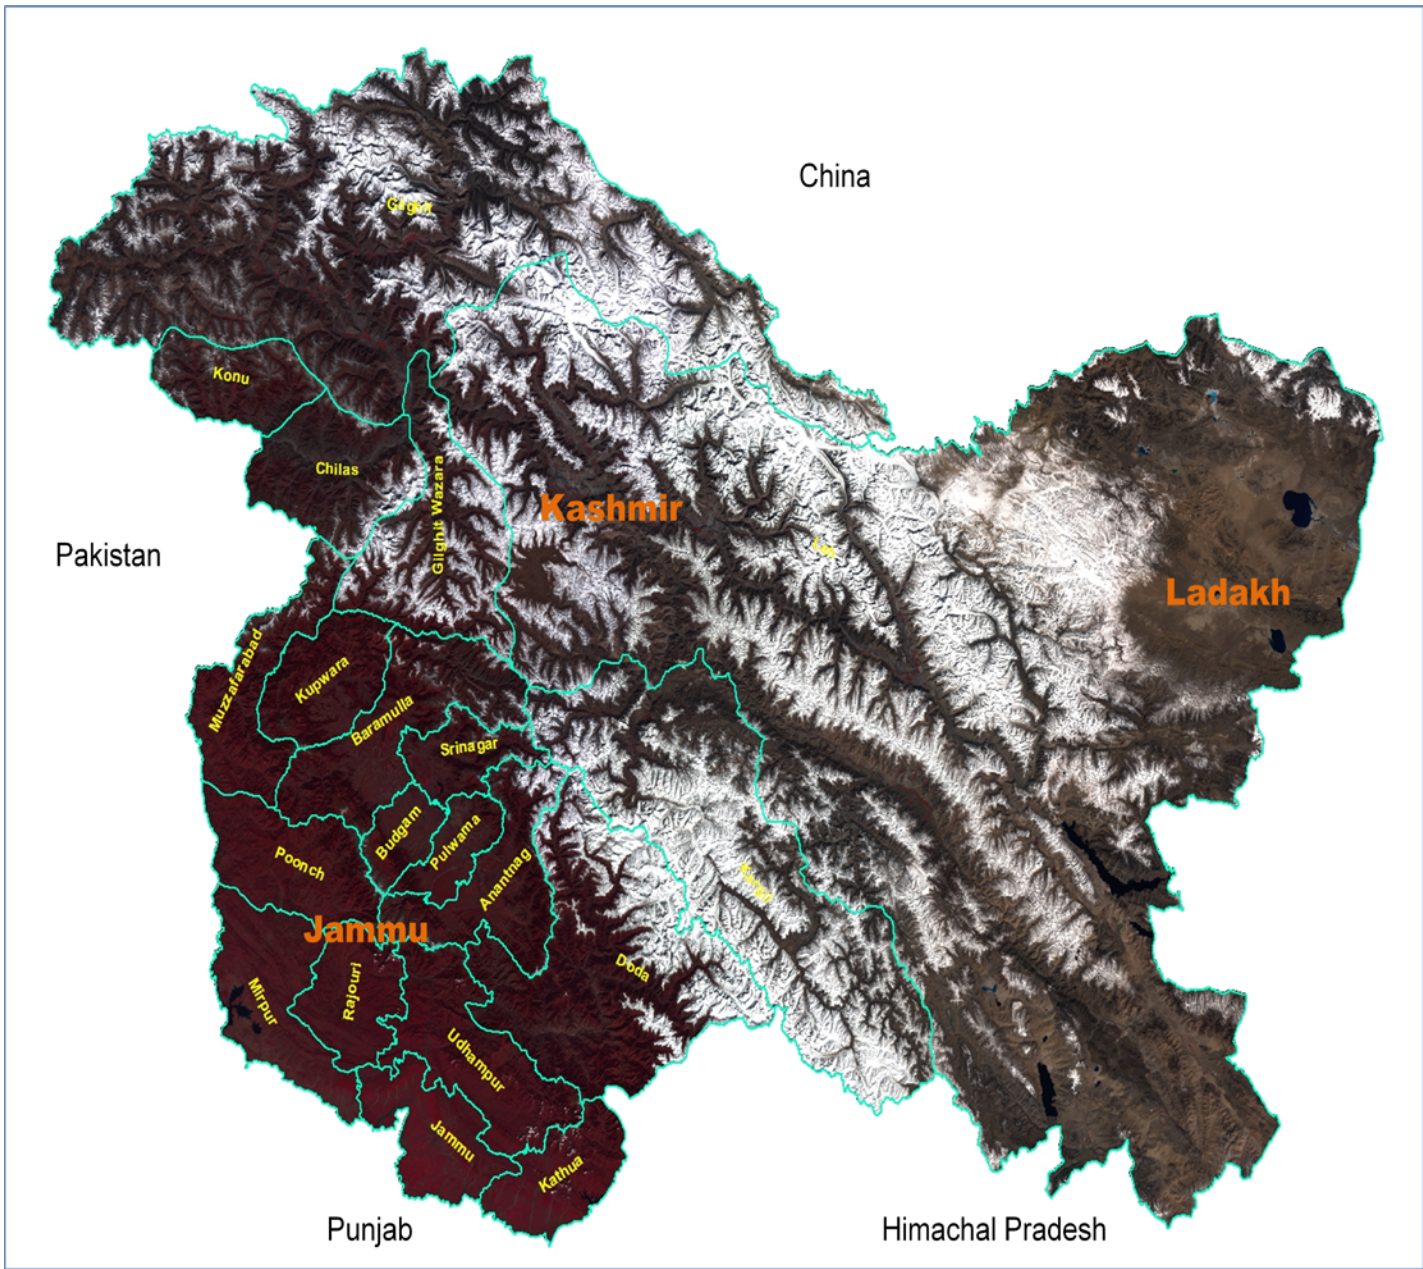 China
Gilghit
Konu
Chilas
Gilghit Wazara
Kashmir
Leh
Pakistan
Ladakh
Muzzafarabad
Kupwara
Baramulla
Srinagar
Budgam
Pulwama
Poonch
Anantnag
Kargil
Jammu
Doda
Rajouri
Mirpur
Udhampur
Jammu
Kathua
Punjab
Himachal Pradesh